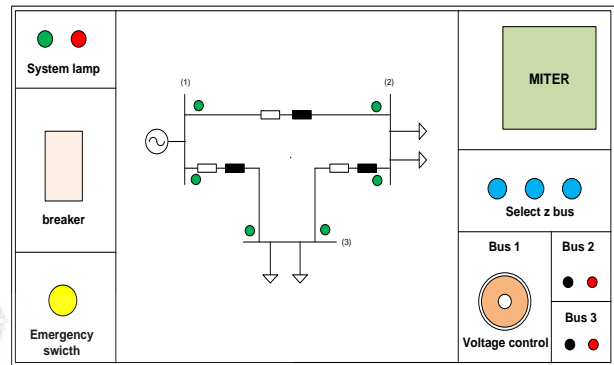 System lamp
breaker
Emergency
swicth
(1)
(2)
(3)
MITER
Select z bus
Bus 1
Voltage control
Bus 2
Bus 3